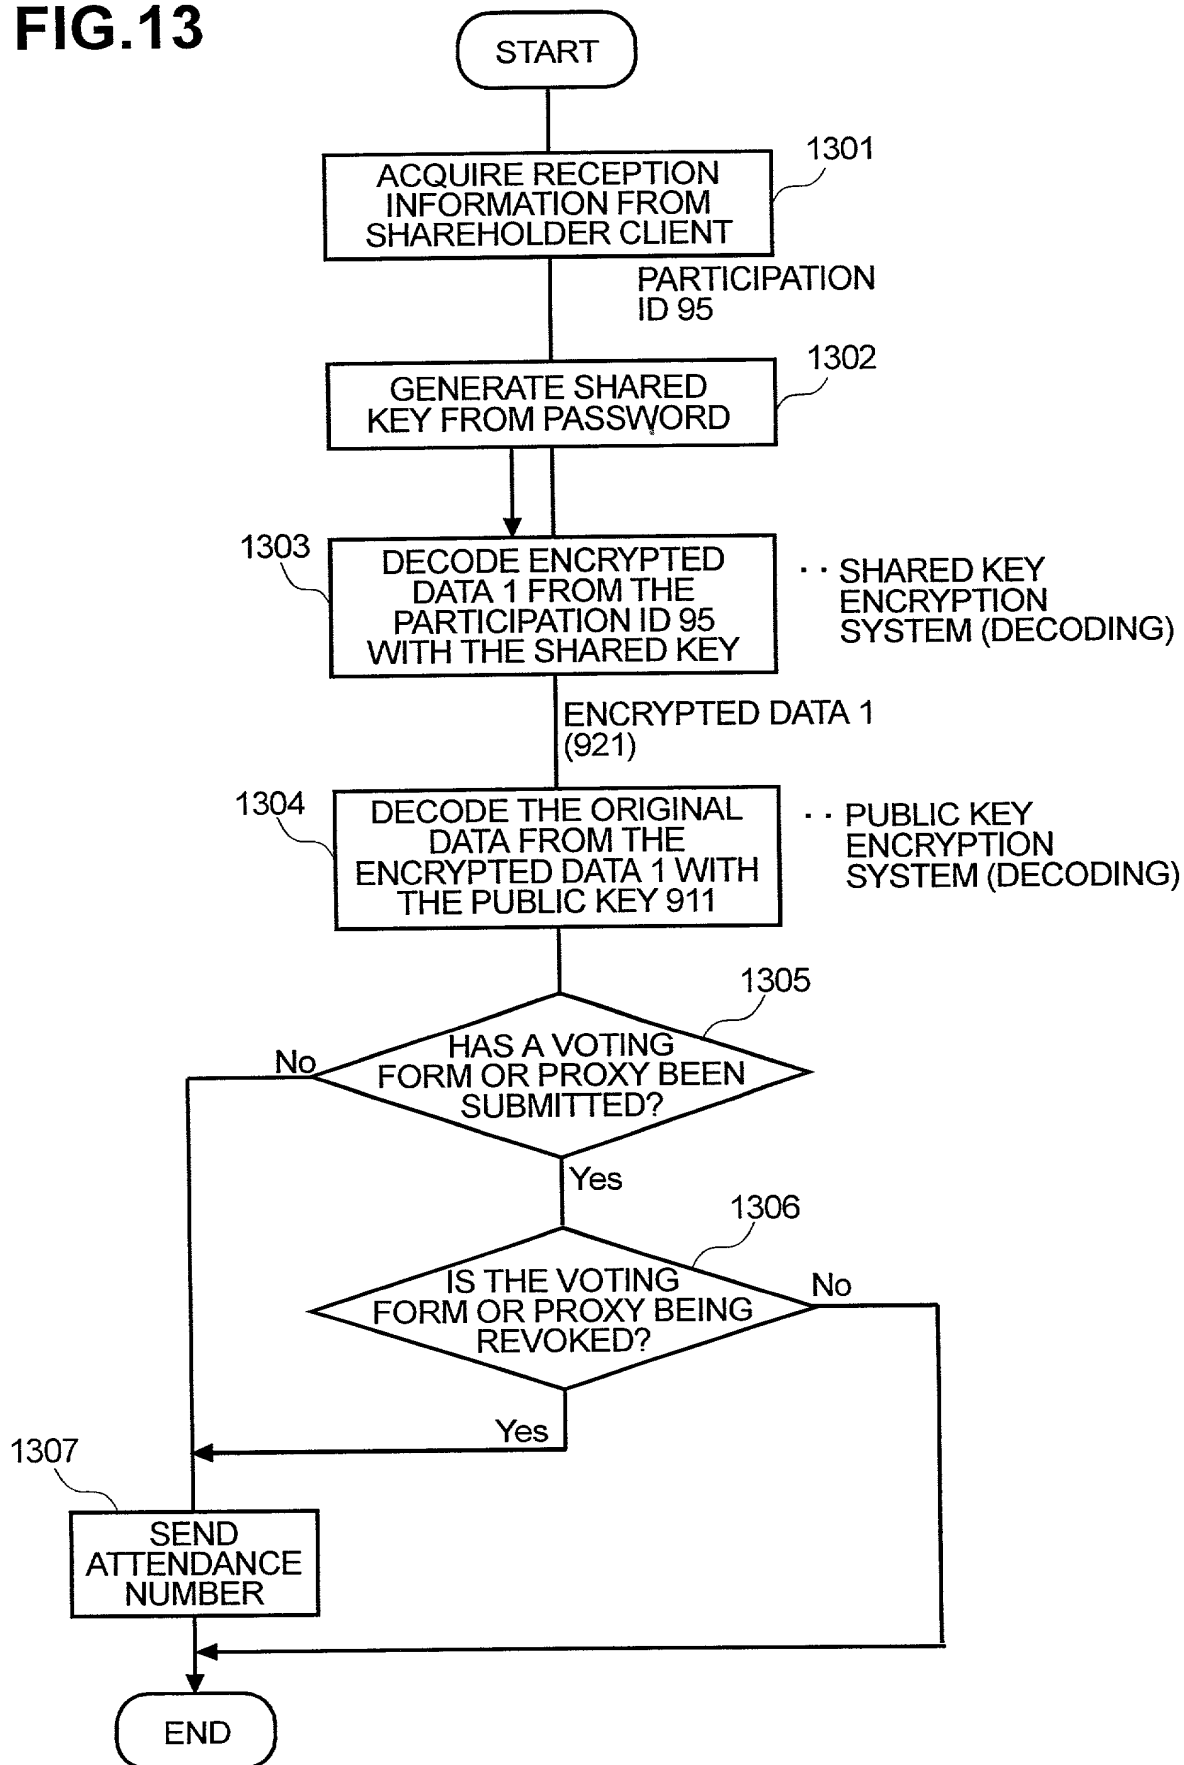 FIG.13
START
1301
ACQUIRE RECEPTION
INFORMATION FROM
SHAREHOLDER CLIENT
PARTICIPATION
ID 95
1302
GENERATE SHARED
KEY FROM PASSWORD
1303
DECODE ENCRYPTED
DATA 1 FROM THE
PARTICIPATION ID 95
WITH THE SHARED KEY
·· SHARED KEY
ENCRYPTION
SYSTEM (DECODING)
ENCRYPTED DATA 1
(921)
1304
DECODE THE ORIGINAL
DATA FROM THE
ENCRYPTED DATA 1 WITH
THE PUBLIC KEY 911
·· PUBLIC KEY
ENCRYPTION
SYSTEM (DECODING)
1305
HAS A VOTING
FORM OR PROXY BEEN
SUBMITTED?
No
Yes
1306
IS THE VOTING
FORM OR PROXY BEING
REVOKED?
No
Yes
1307
SEND
ATTENDANCE
NUMBER
END